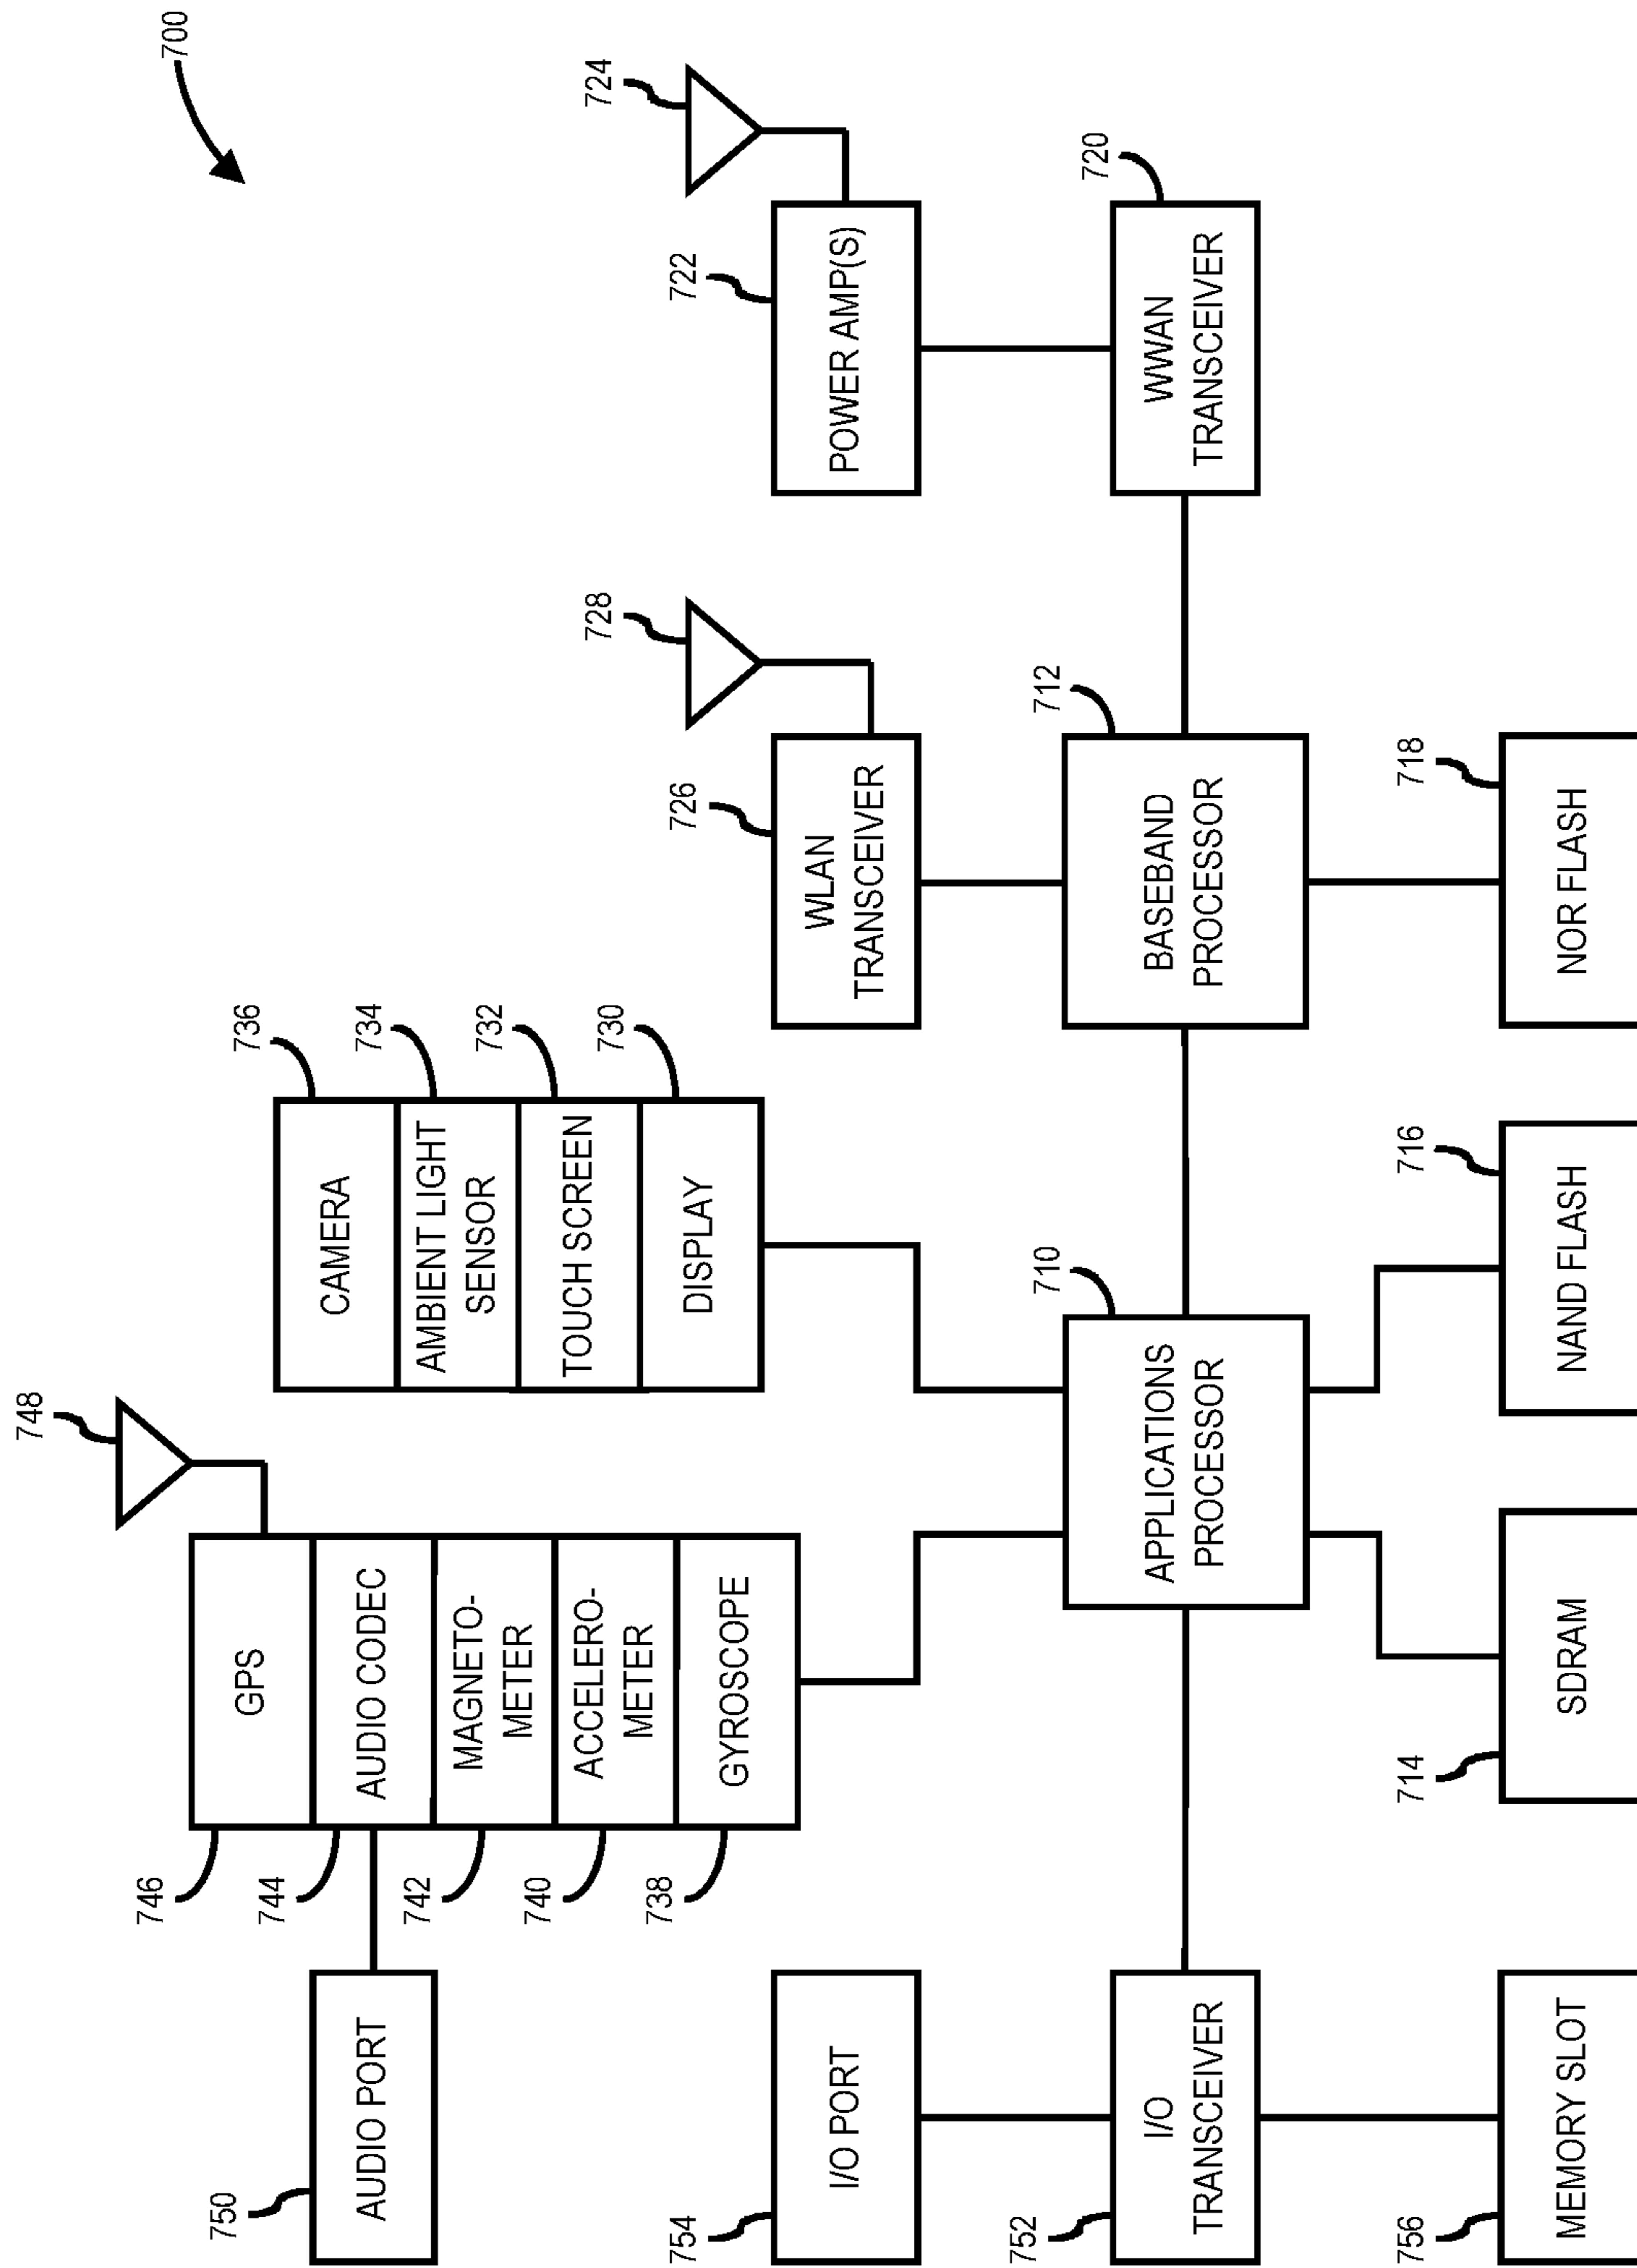 700
748
GPS
AUDIO CODEC
MAGNETO-
METER
ACCELERO-
METER
GYROSCOPE
746
744
742
740
738
750
AUDIO PORT
736
734
732
730
CAMERA
AMBIENT LIGHT
SENSOR
TOUCH SCREEN
DISPLAY
728
724
754
I/O PORT
726
WLAN
TRANSCEIVER
722
POWER AMP(S)
752
I/O
TRANSCEIVER
710
APPLICATIONS
PROCESSOR
712
BASEBAND
PROCESSOR
720
WWAN
TRANSCEIVER
756
MEMORY SLOT
714
SDRAM
716
NAND FLASH
718
NOR FLASH